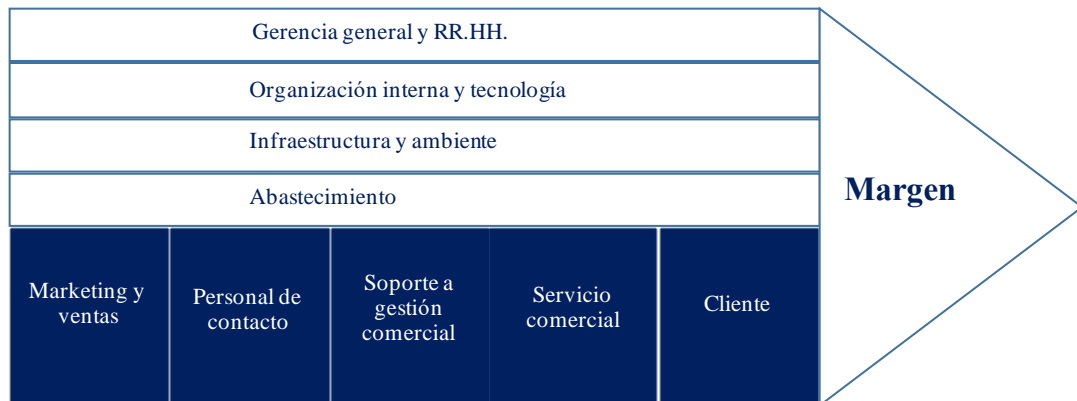 Gerencia general y RR.HH.
Organización interna y tecnología
Infraestructura y ambiente
Abastecimiento
Margen
Marketing y
ventas
Personal de
contacto
Soporte a
gestión
comercial
Servicio
comercial
Cliente